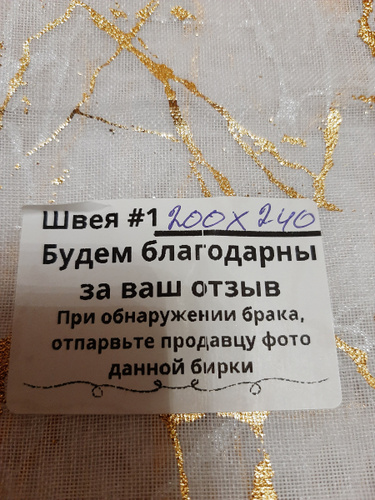 Швея #1 200х240
Будем благодарны
за ваш отзыв
При обнаружении брака,
отпарвьте продавцу фото
данной бирки